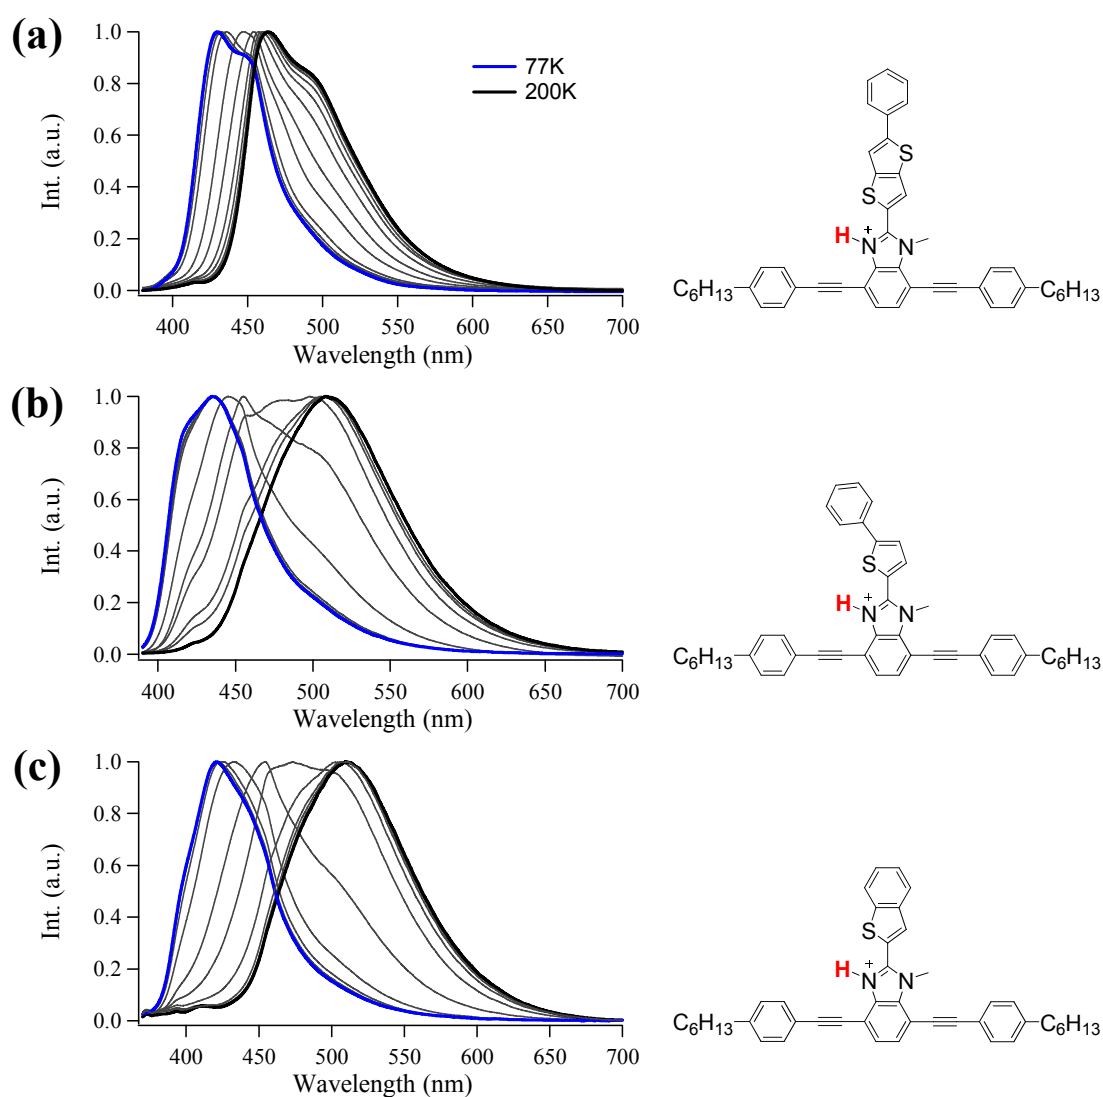 (a)
1.0
0.8
0.6
0.4
0.2
0.0
Int. (a.u.)
77K
200K
400 450 500 550 600 650 700
Wavelength (nm)
S
S
H
+
N N
C6H13 C6H13
(b)
1.0
0.8
0.6
0.4
0.2
0.0
Int. (a.u.)
400 450 500 550 600 650 700
Wavelength (nm)
S
H
+
N N
C6H13 C6H13
(c)
1.0
0.8
0.6
0.4
0.2
0.0
Int. (a.u.)
400 450 500 550 600 650 700
Wavelength (nm)
S
H
+
N N
C6H13 C6H13